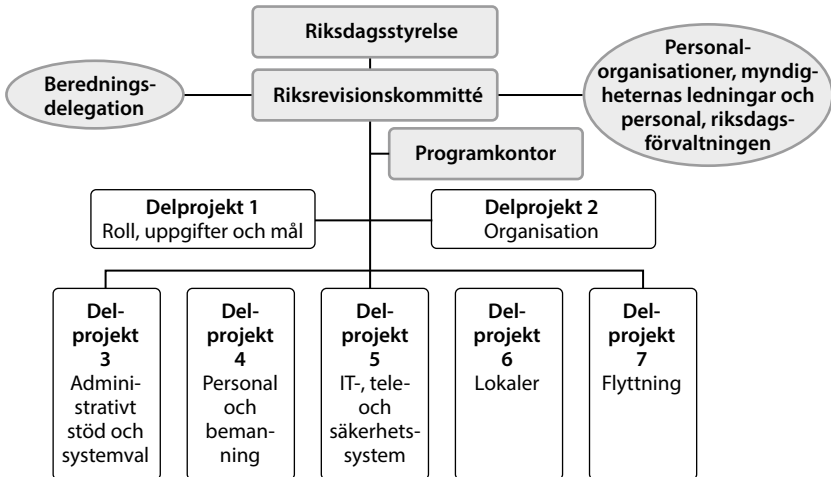 Riksdagsstyrelse
Berednings-
delegation
Riksrevisionskommitté
Personal-
organisationer, myndig-
heternas ledningar och
personal, riksdags-
förvaltningen
Programkontor
Delprojekt 1
Roll, uppgifter och mål
Delprojekt 2
Organisation
Del-
projekt
3
Admini-
strativt
stöd och
systemval
Del-
projekt
4
Personal
och
beman-
ning
Del-
projekt
5
IT-, tele-
och
säkerhets-
system
Del-
projekt
6
Lokaler
Del-
projekt
7
Flyttning